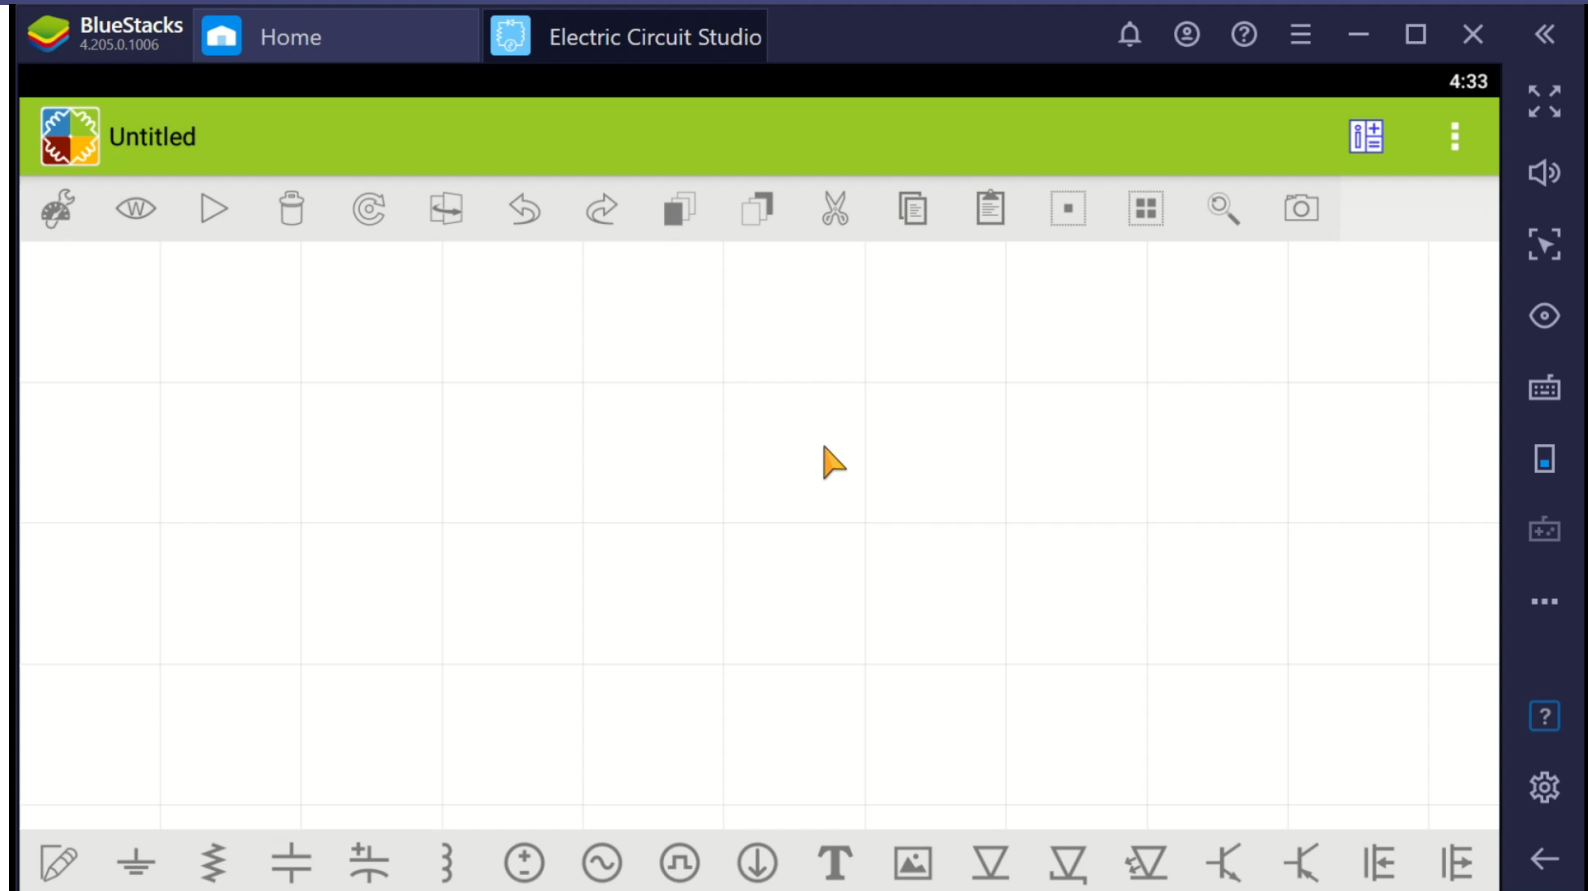 BlueStacks
4.205.0.1006
Home
Electric Circuit Studio
4:33
Untitled
W
T